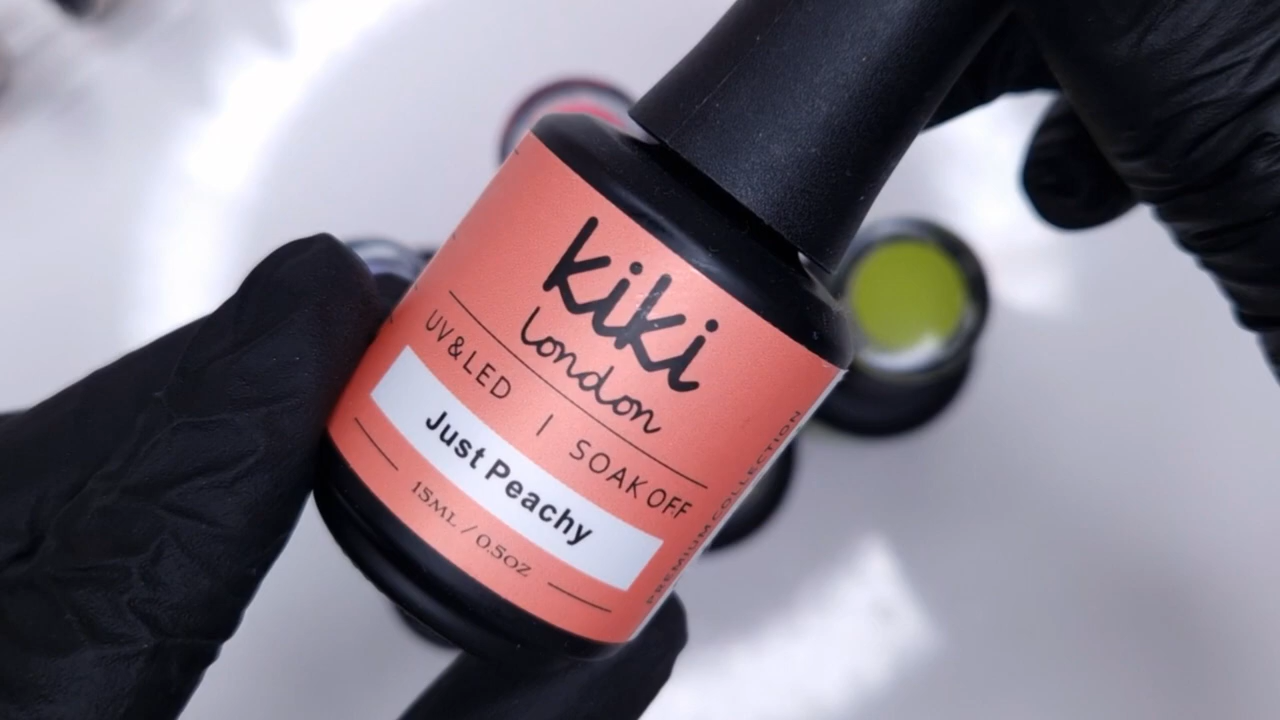 kiki
london
UV & LED | SOAK OFF
Just Peachy
15ML / 0.5OZ
PREMIUM COLLECTION